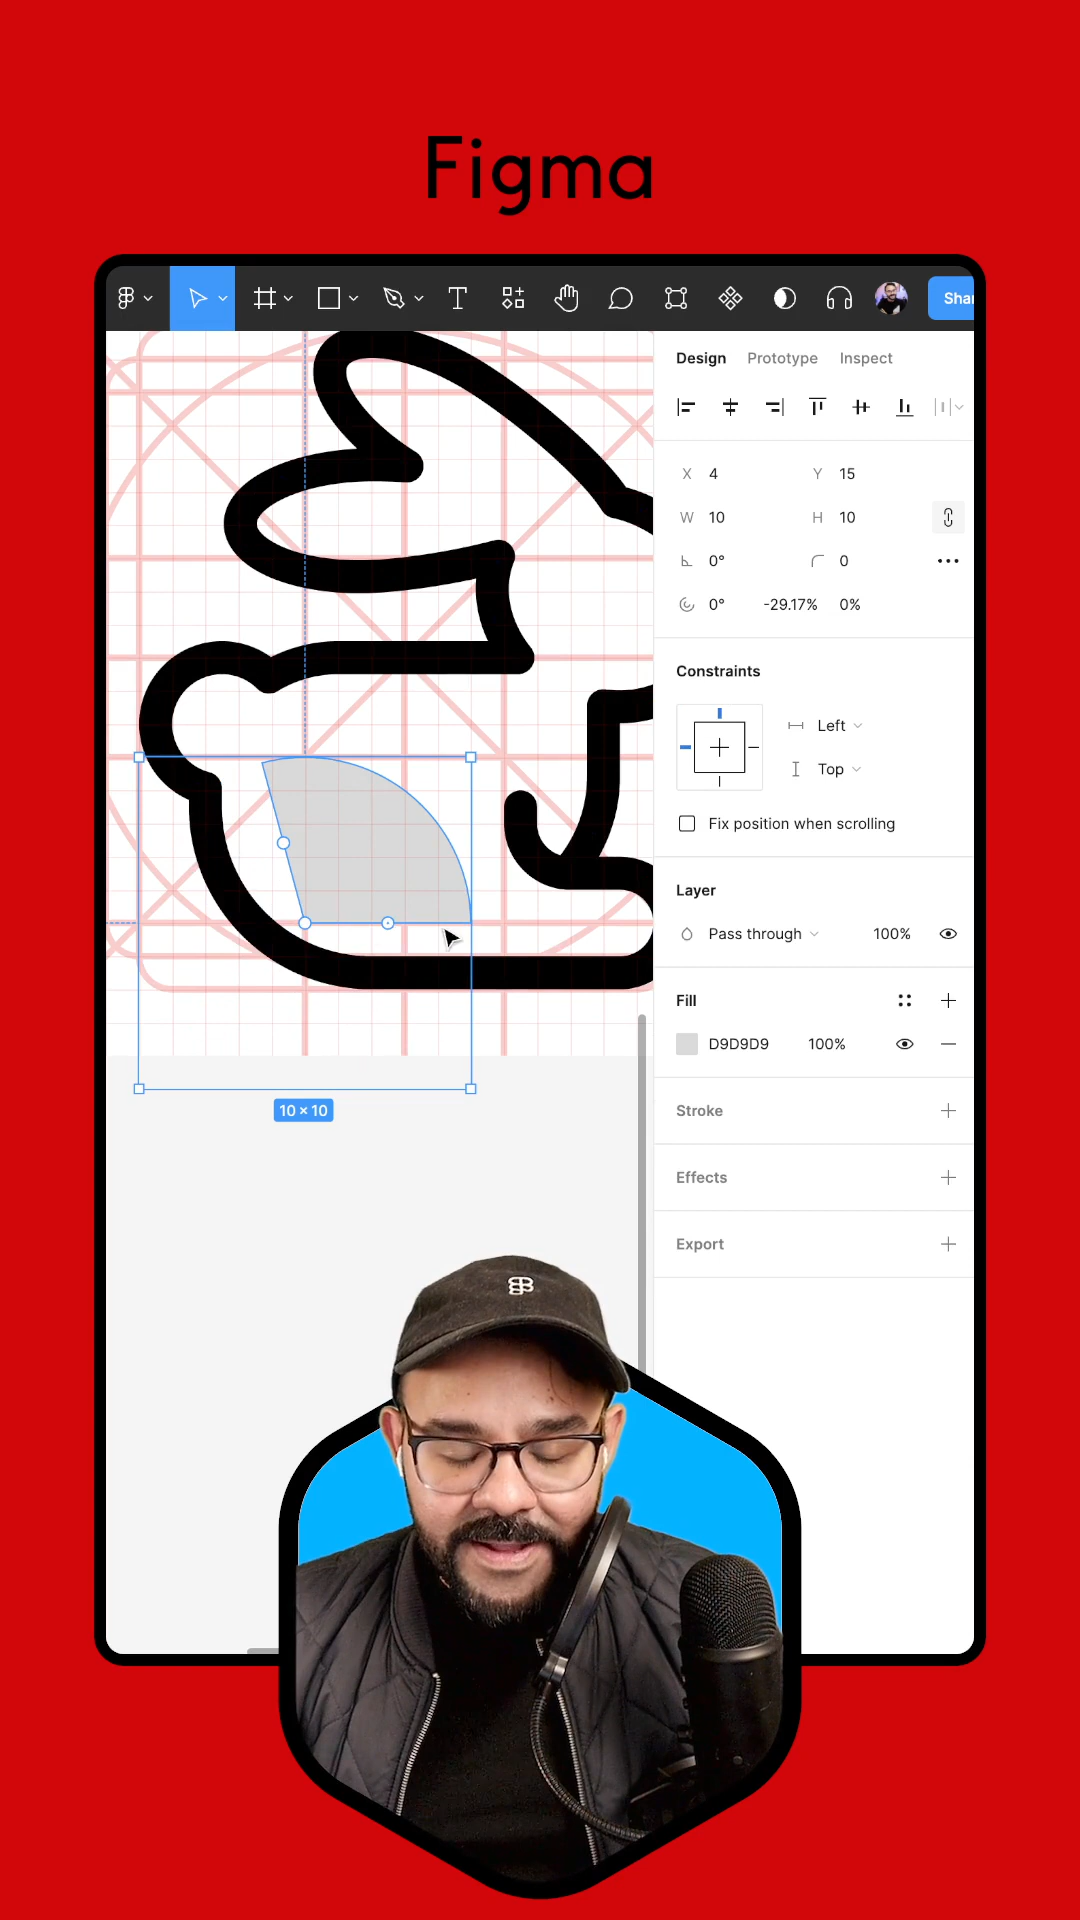 Figma
Shar
Design Prototype Inspect
X 4 Y 15
W 10 H 10
0° 0
0° -29.17% 0%
Constraints
Left
Top
Fix position when scrolling
Layer
Pass through 100%
Fill
D9D9D9 100%
10 × 10
Stroke
Effects
Export